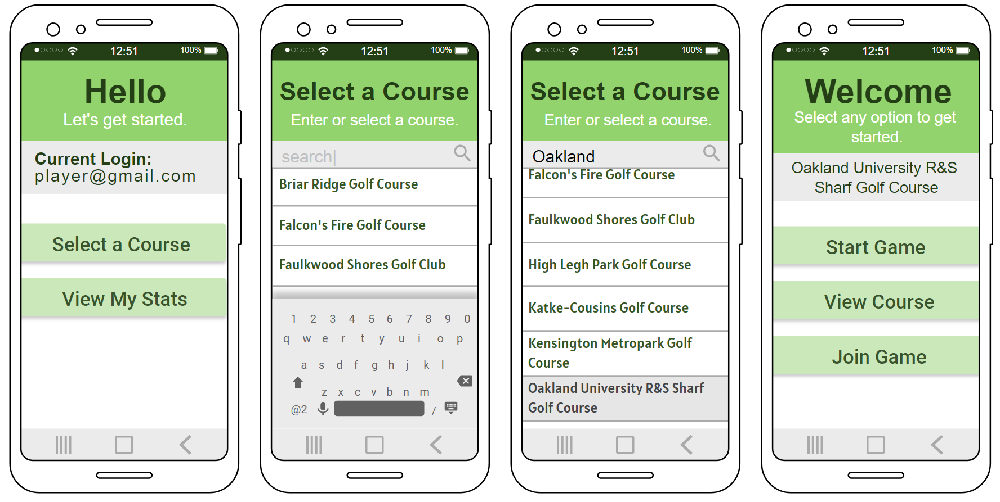 12:51
100%
Hello
Let's get started.
Current Login:
player@gmail.com
Select a Course
View My Stats
12:51
100%
Select a Course
Enter or select a course.
search|
Briar Ridge Golf Course
Falcon's Fire Golf Course
Faulkwood Shores Golf Club
1 2 3 4 5 6 7 8 9 0
q w e r t y u i o p
a s d f g h j k l
z x c v b n m
@2 /
12:51
100%
Select a Course
Enter or select a course.
Oakland
Falcon's Fire Golf Course
Faulkwood Shores Golf Club
High Legh Park Golf Course
Katke-Cousins Golf Course
Kensington Metropark Golf
Course
Oakland University R&S Sharf
Golf Course
12:51
100%
Welcome
Select any option to get
started.
Oakland University R&S
Sharf Golf Course
Start Game
View Course
Join Game